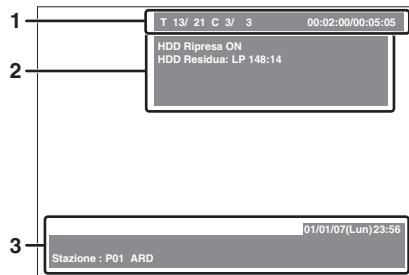 1
T 13/ 21 C 3/ 3 00:02:00/00:05:05
2
HDD Ripresa ON
HDD Residua: LP 148:14
3
01/01/07(Lun)23:56
Stazione : P01 ARD